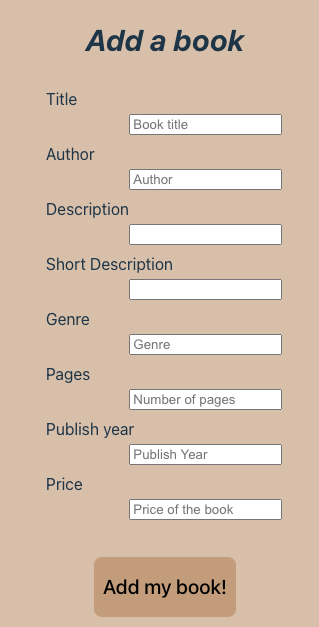 Add a book
Title
Book title
Author
Author
Description
Short Description
Genre
Genre
Pages
Number of pages
Publish year
Publish Year
Price
Price of the book
Add my book!